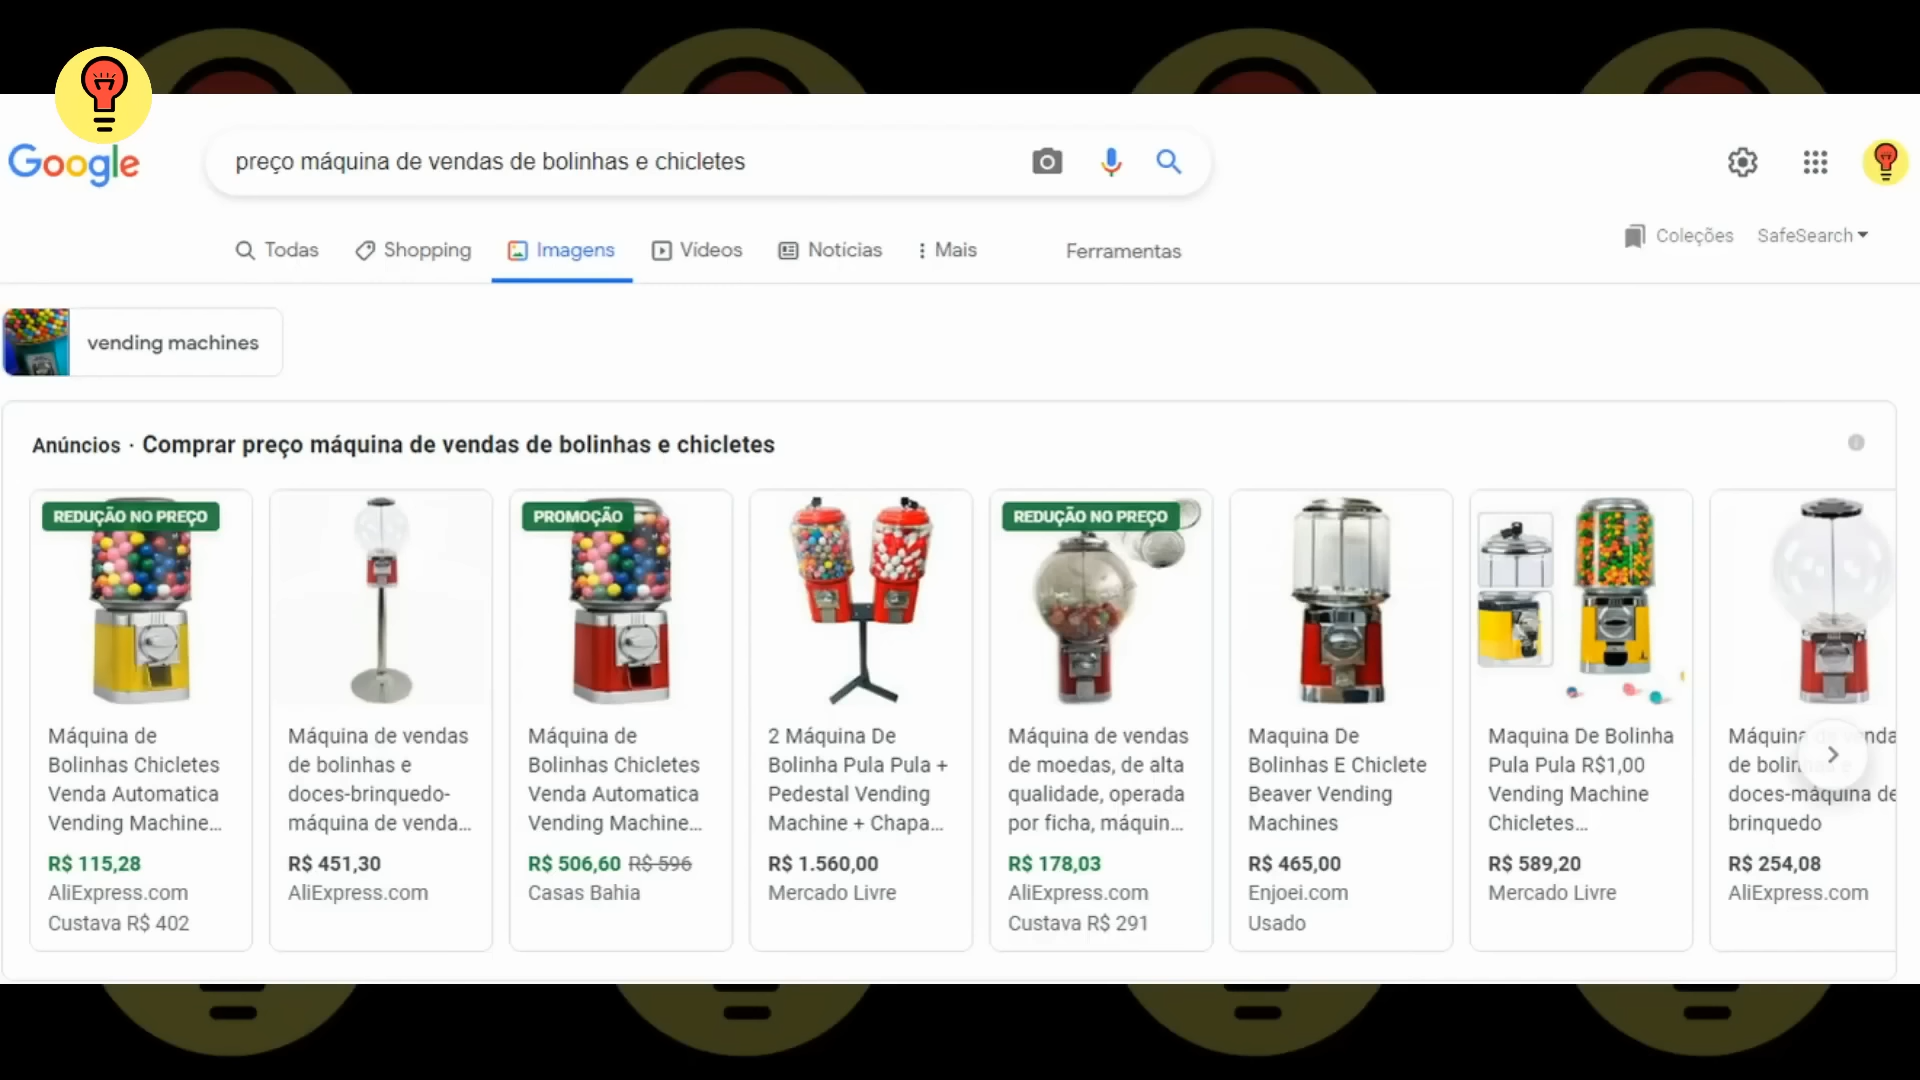 Google
preço máquina de vendas de bolinhas e chicletes
Todas
Shopping
Imagens
Vídeos
Notícias
Mais
Ferramentas
Coleções
SafeSearch
vending machines
Anúncios · Comprar preço máquina de vendas de bolinhas e chicletes
REDUÇÃO NO PREÇO
Máquina de
Bolinhas Chicletes
Venda Automatica
Vending Machine...
R$ 115,28
AliExpress.com
Custava R$ 402
Máquina de vendas
de bolinhas e
doces-brinquedo-
máquina de venda...
R$ 451,30
AliExpress.com
PROMOÇÃO
Máquina de
Bolinhas Chicletes
Venda Automatica
Vending Machine...
R$ 506,60 R$ 596
Casas Bahia
2 Máquina De
Bolinha Pula Pula +
Pedestal Vending
Machine + Chapa...
R$ 1.560,00
Mercado Livre
REDUÇÃO NO PREÇO
Máquina de vendas
de moedas, de alta
qualidade, operada
por ficha, máquin...
R$ 178,03
AliExpress.com
Custava R$ 291
Maquina De
Bolinhas E Chiclete
Beaver Vending
Machines
R$ 465,00
Enjoei.com
Usado
Maquina De Bolinha
Pula Pula R$1,00
Vending Machine
Chicletes...
R$ 589,20
Mercado Livre
de
doces-máquina de
brinquedo
R$ 254,08
AliExpress.com